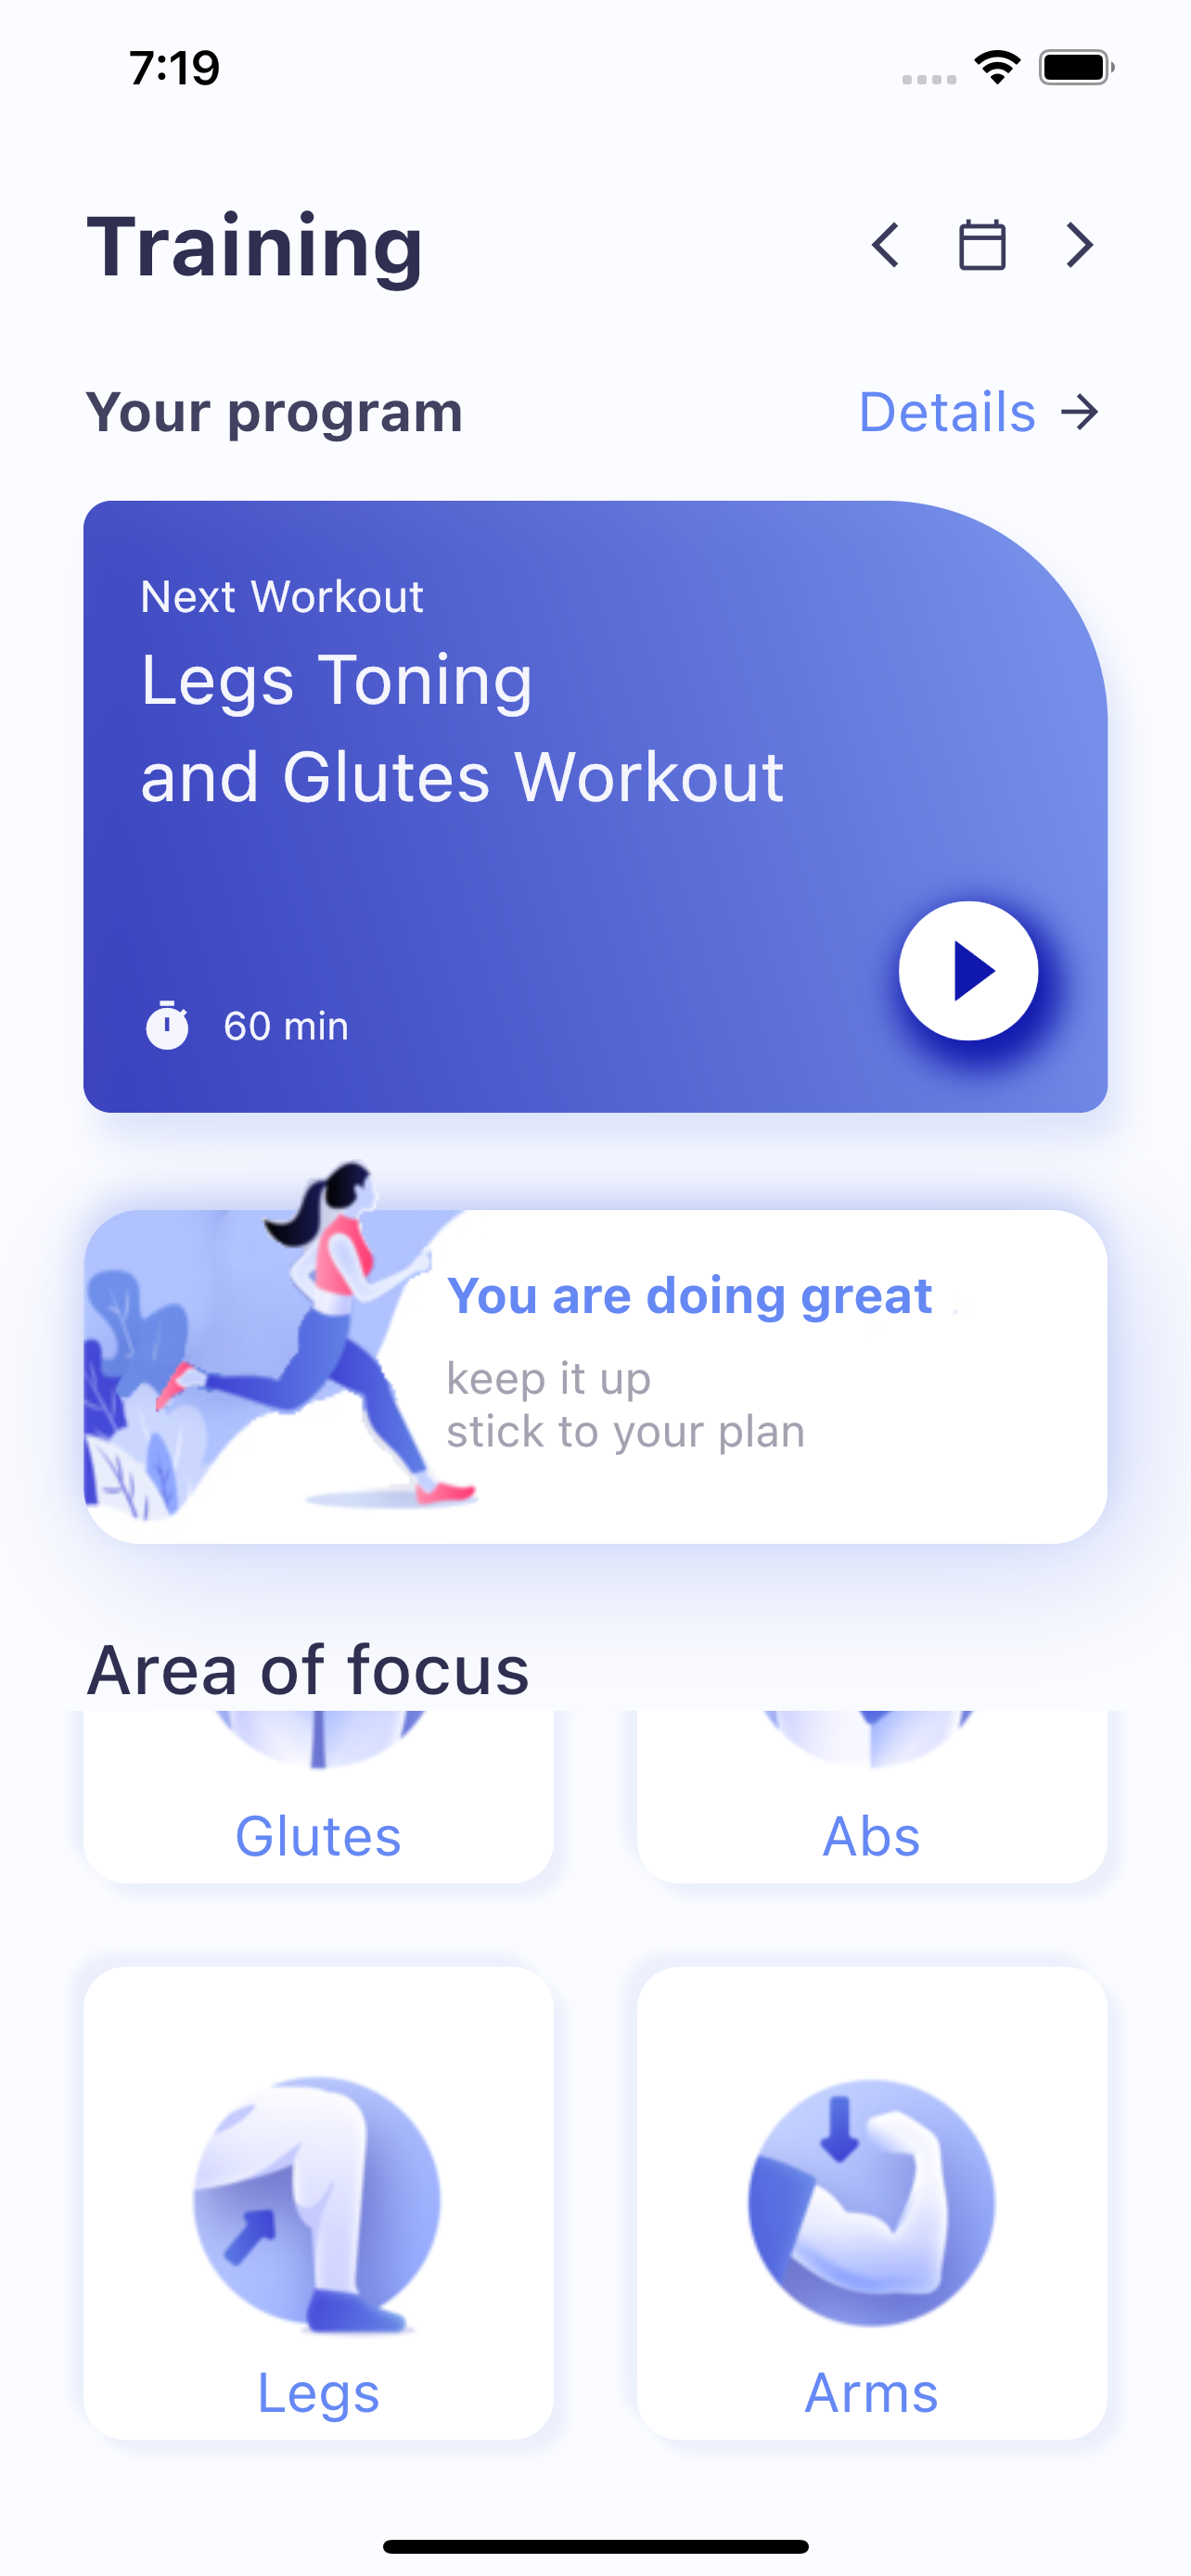 7:19
Training
Your program
Details
Next Workout
Legs Toning
and Glutes Workout
60 min
You are doing great
keep it up
stick to your plan
Area of focus
Glutes
Abs
Legs
Arms